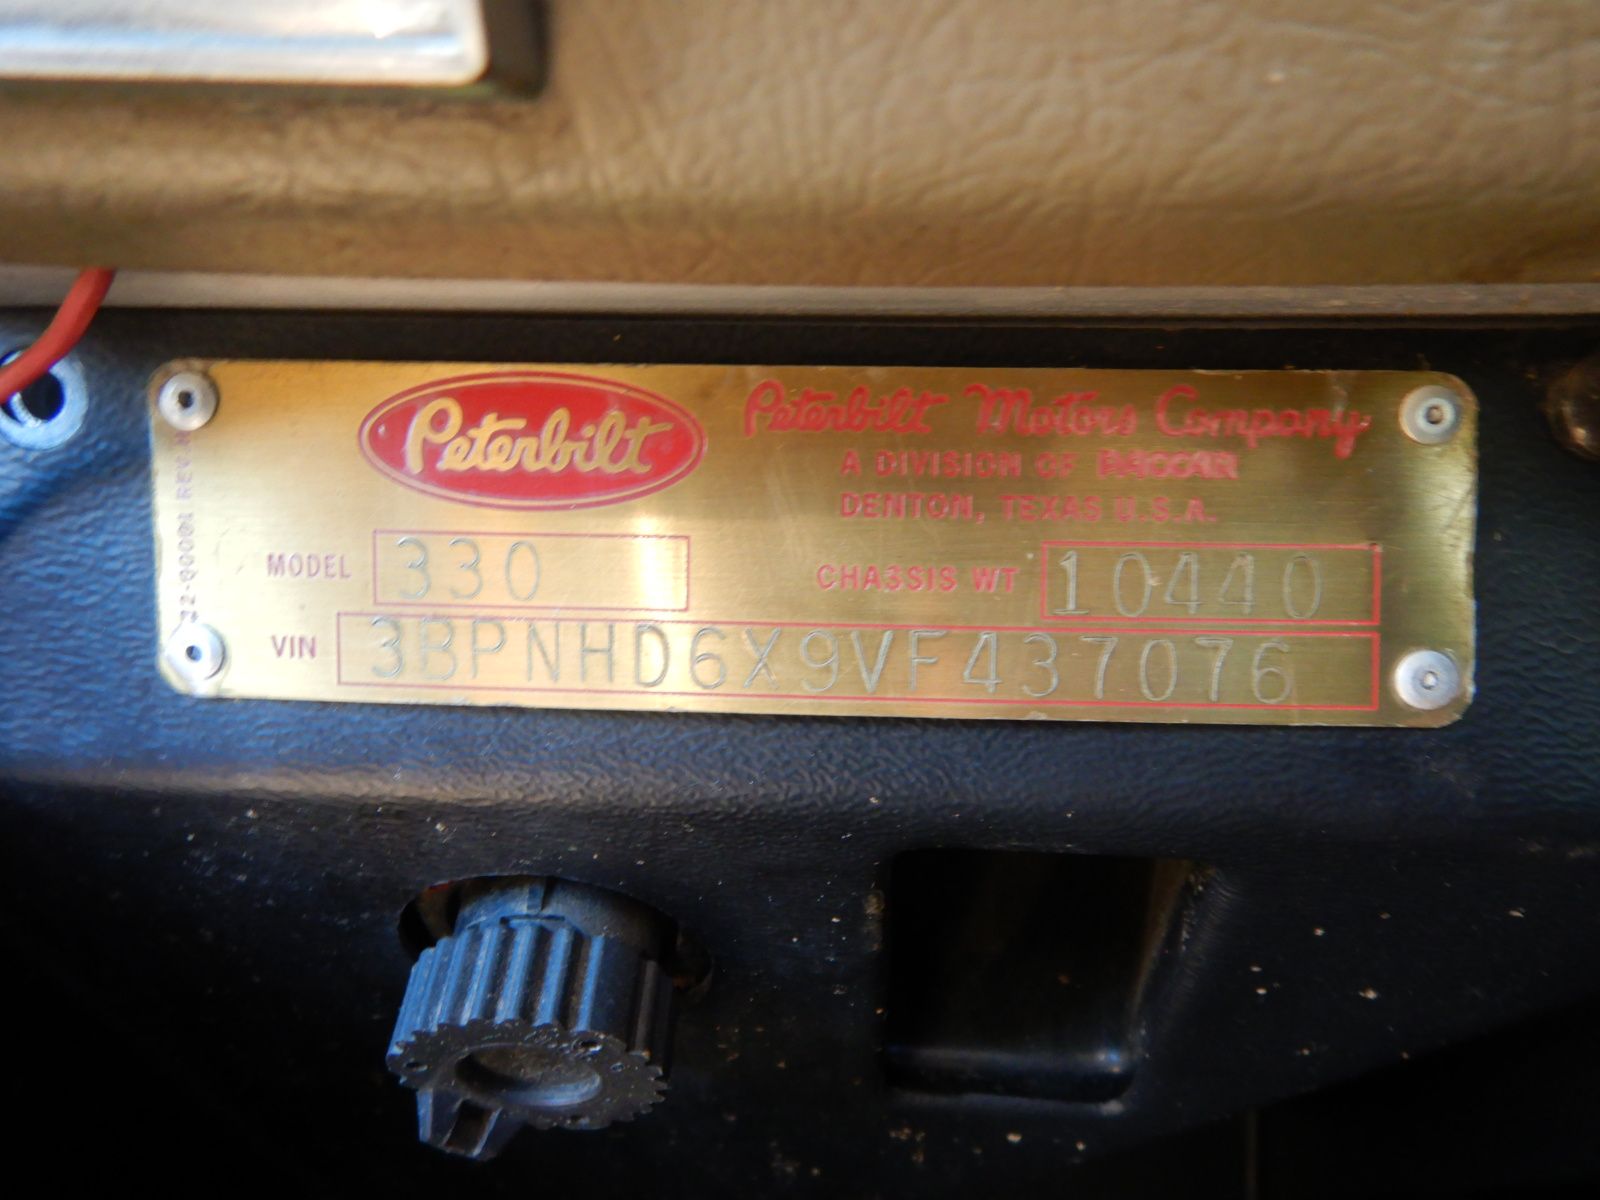 Peterbilt
Peterbilt Motors Company
A DIVISION OF PACCAR
DENTON, TEXAS U.S.A.
MODEL 330
CHASSIS WT 10440
VIN 3BPNHD6X9VF437076